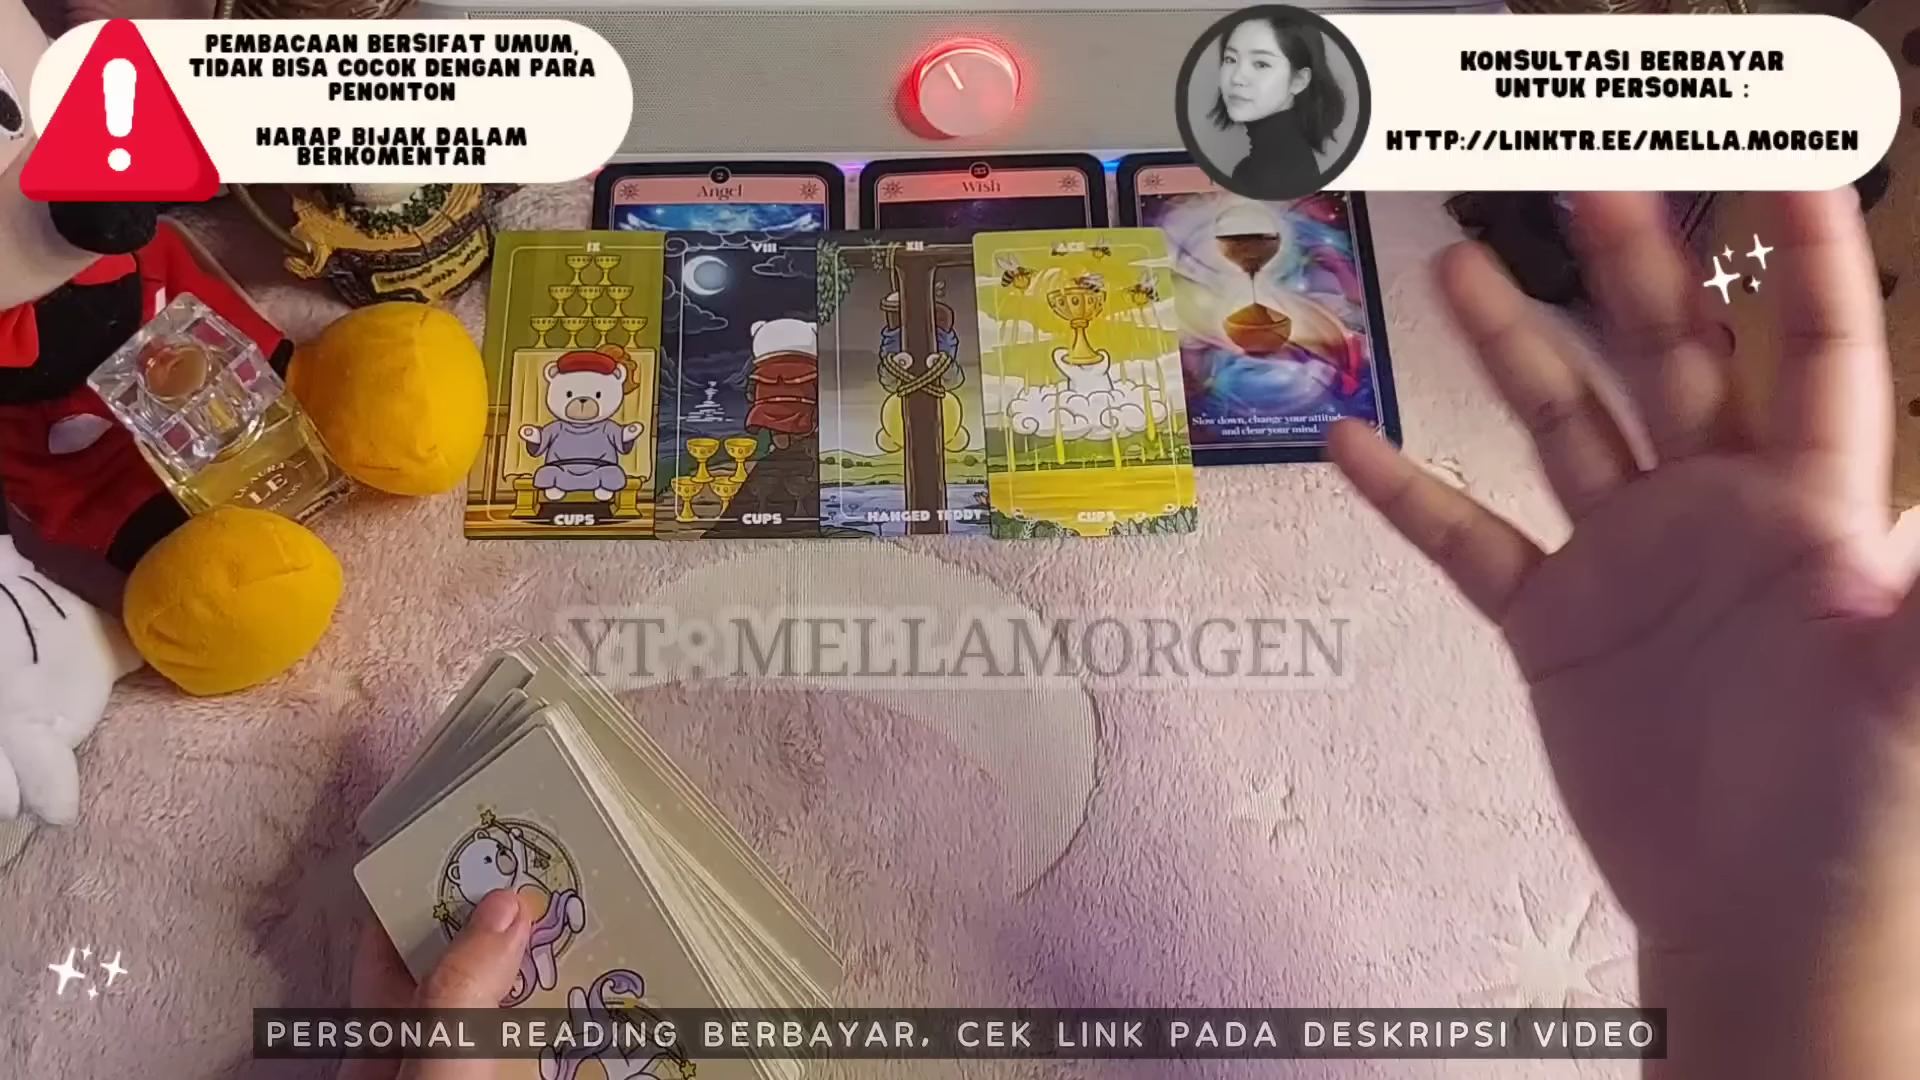 PEMBACAAN BERSIFAT UMUM,
TIDAK BISA COCOK DENGAN PARA
PENONTON
HARAP BIJAK DALAM
BERKOMENTAR
KONSULTASI BERBAYAR
UNTUK PERSONAL :
HTTP://LINKTR.EE/MELLA.MORGEN
Angel
Wish
IX
VIII
XII
ACE
Slow down, change your attitude
and clear your mind.
CUPS
CUPS
HANGED TEDDY
CUPS
LE
YT : MELLAMORGEN
PERSONAL READING BERBAYAR, CEK LINK PADA DESKRIPSI VIDEO